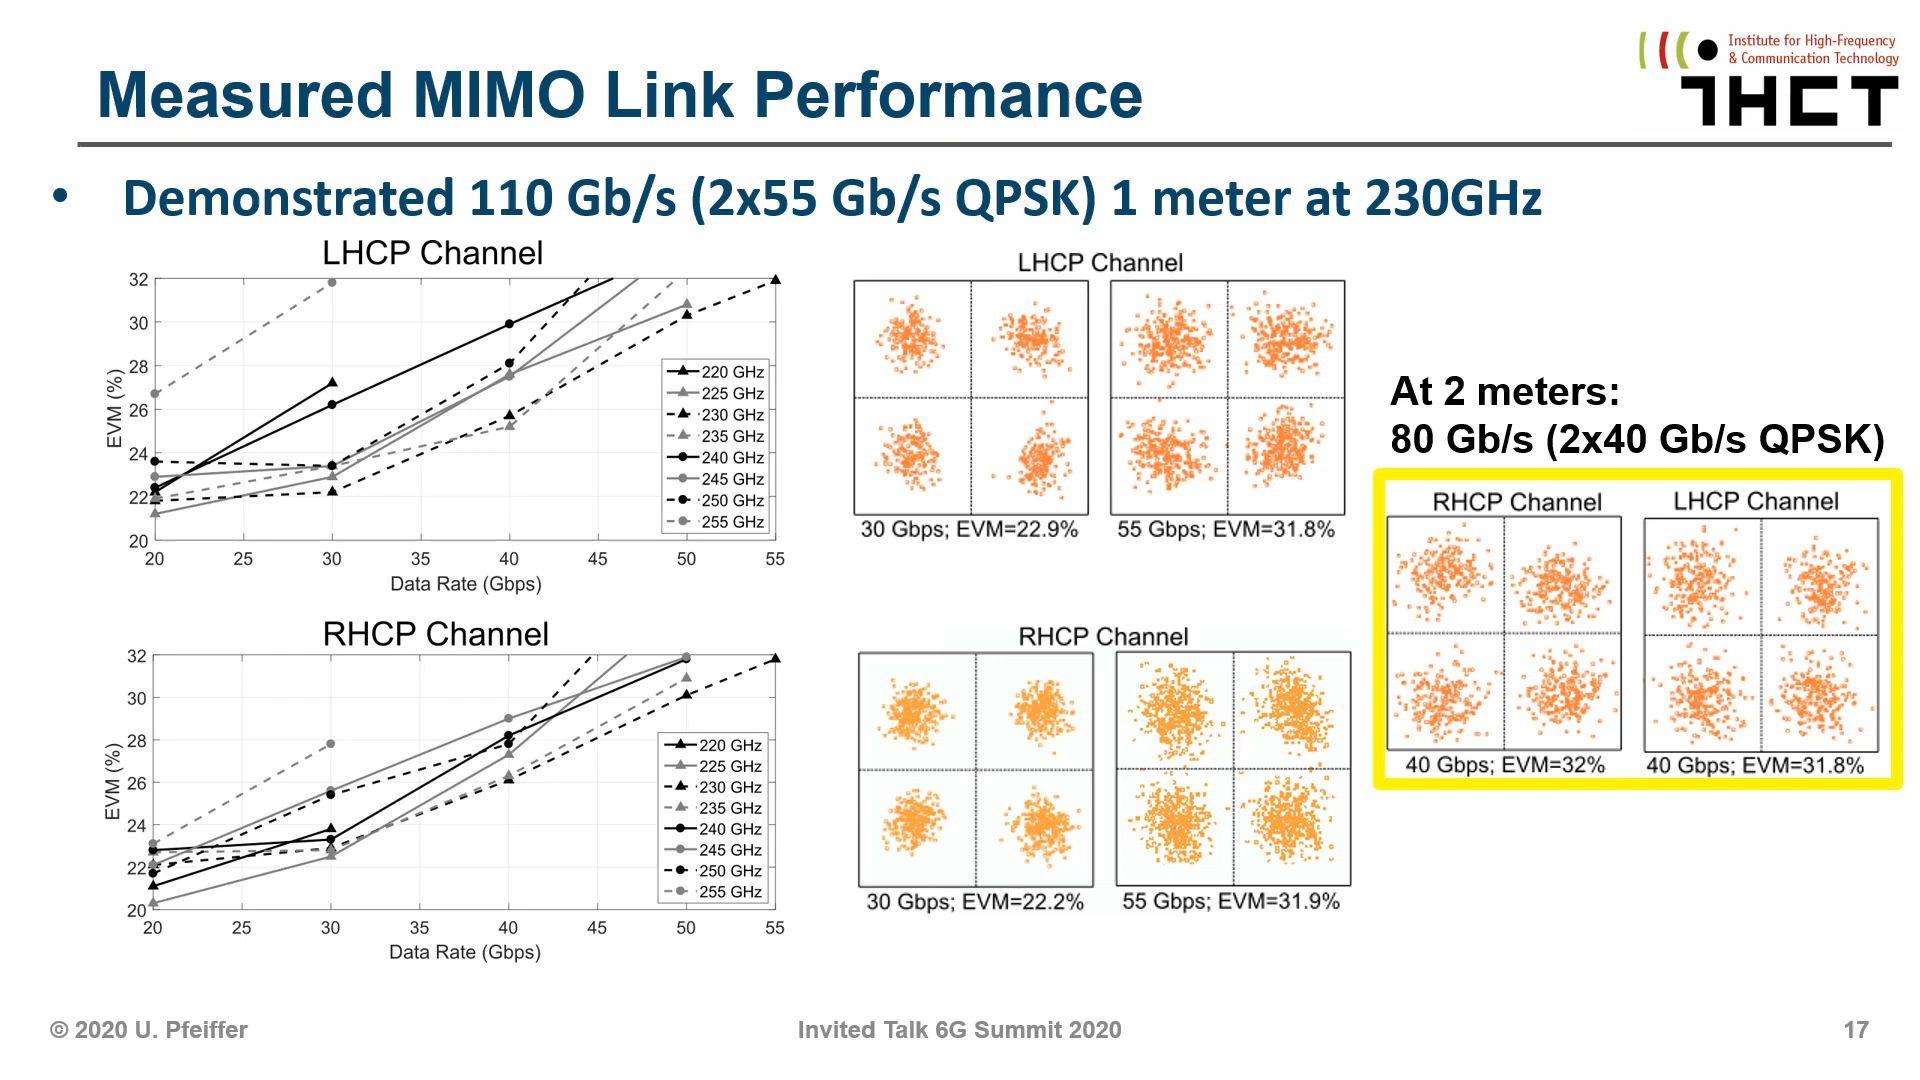 Institute for High-Frequency
& Communication Technology
IHCT
Measured MIMO Link Performance
• Demonstrated 110 Gb/s (2x55 Gb/s QPSK) 1 meter at 230GHz
LHCP Channel
32
30
28
26
24
22
20
EVM (%)
20 25 30 35 40 45 50 55
Data Rate (Gbps)
220 GHz
225 GHz
230 GHz
235 GHz
240 GHz
245 GHz
250 GHz
255 GHz
LHCP Channel
30 Gbps; EVM=22.9%
55 Gbps; EVM=31.8%
RHCP Channel
32
30
28
26
24
22
20
EVM (%)
20 25 30 35 40 45 50 55
Data Rate (Gbps)
220 GHz
225 GHz
230 GHz
235 GHz
240 GHz
245 GHz
250 GHz
255 GHz
RHCP Channel
30 Gbps; EVM=22.2%
55 Gbps; EVM=31.9%
At 2 meters:
80 Gb/s (2x40 Gb/s QPSK)
RHCP Channel
40 Gbps; EVM=32%
LHCP Channel
40 Gbps; EVM=31.8%
© 2020 U. Pfeiffer
Invited Talk 6G Summit 2020
17